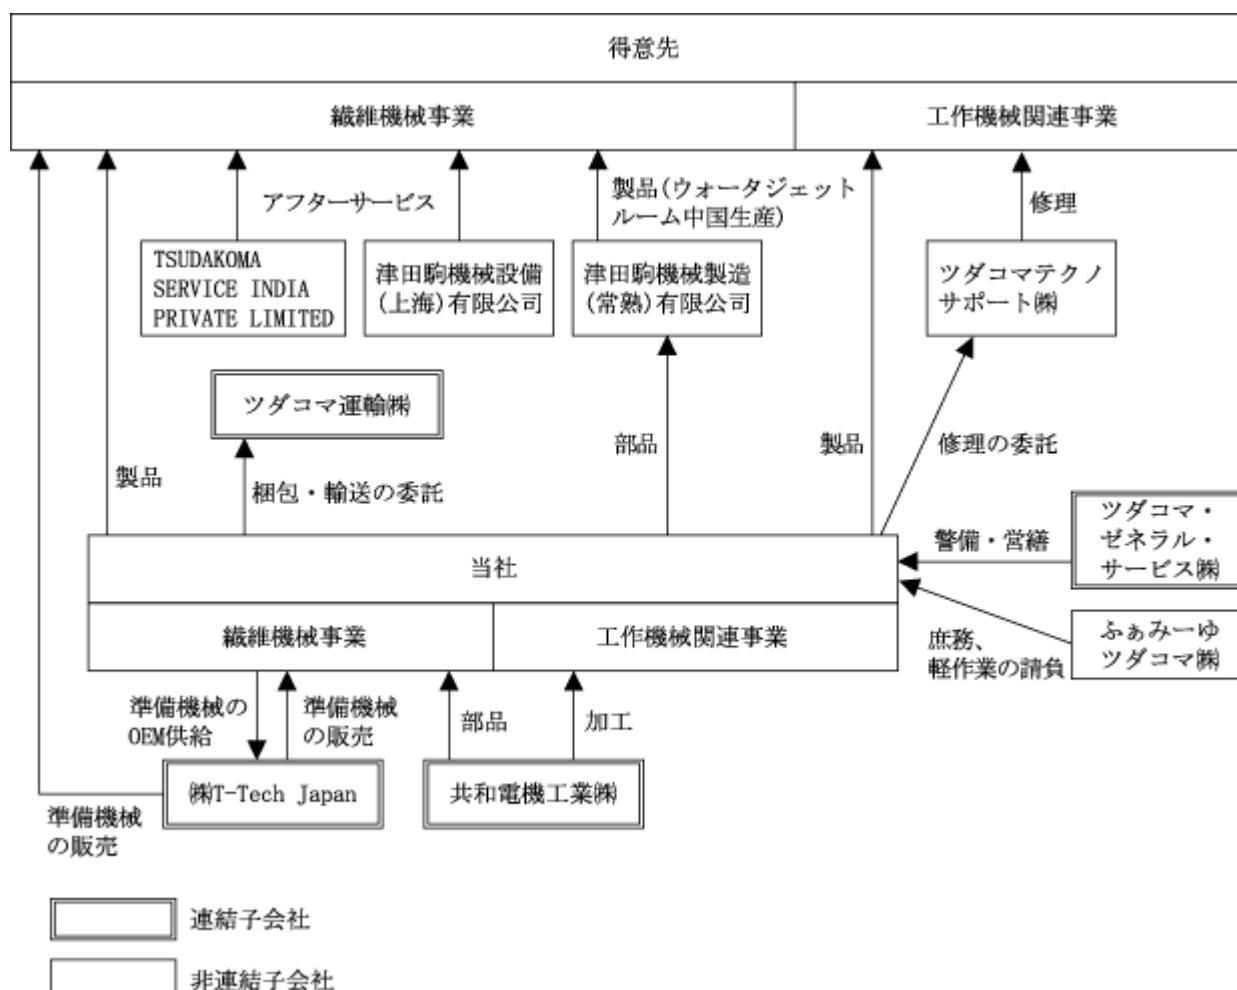 得意先
繊維機械事業
工作機械関連事業
アフターサービス
製品(ウォータジェット
ルーム中国生産)
修理
TSUDAKOMA
SERVICE INDIA
PRIVATE LIMITED
津田駒機械設備
(上海)有限公司
津田駒機械製造
(常熟)有限公司
ツダコマテクノ
サポート㈱
ツダコマ運輸㈱
製品
梱包・輸送の委託
部品
製品
修理の委託
ツダコマ・
ゼネラル・
サービス㈱
警備・営繕
当社
繊維機械事業
工作機械関連事業
ふぁみーゆ
ツダコマ㈱
庶務、
軽作業の請負
準備機械の
OEM供給
準備機械
の販売
部品
加工
㈱T-Tech Japan
共和電機工業㈱
準備機械
の販売
連結子会社
非連結子会社